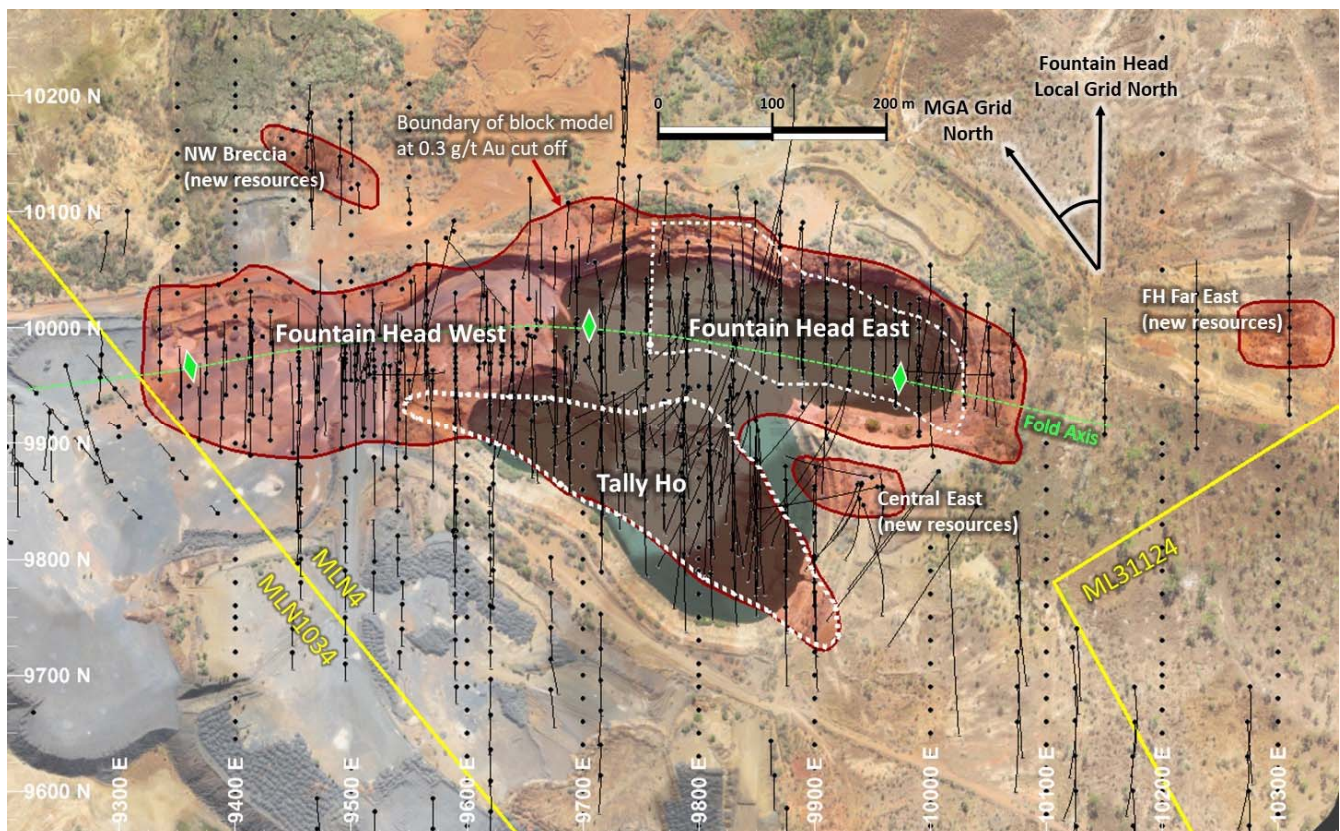 10200 N
10100 N
10000 N
9900 N
9800 N
9700 N
9600 N
NW Breccia
(new resources)
Boundary of block model
at 0.3 g/t Au cut off
0 100 200 m
Fountain Head
Local Grid North
MGA Grid
North
FH Far East
(new resources)
Fountain Head West
Fountain Head East
Fold Axis
Tally Ho
Central East
(new resources)
MLN4
MLN1034
ML31124
9300 E
9400 E
9500 E
9600 E
9700 E
9800 E
9900 E
10000 E
10100 E
10200 E
10300 E